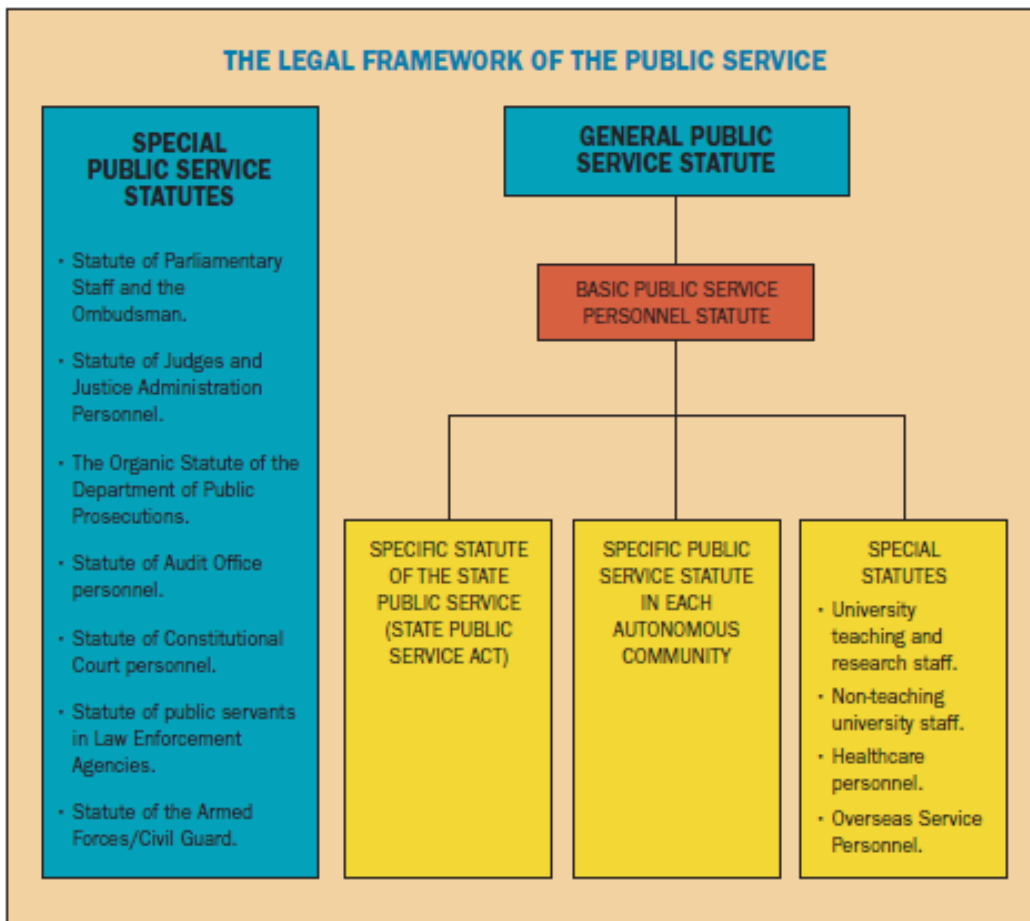 THE LEGAL FRAMEWORK OF THE PUBLIC SERVICE
SPECIAL
PUBLIC SERVICE
STATUTES
· Statute of Parliamentary
Staff and the
Ombudsman.
· Statute of Judges and
Justice Administration
Personnel.
· The Organic Statute of the
Department of Public
Prosecutions.
· Statute of Audit Office
personnel.
· Statute of Constitutional
Court personnel.
· Statute of public servants
in Law Enforcement
Agencies.
· Statute of the Armed
Forces/Civil Guard.
GENERAL PUBLIC
SERVICE STATUTE
BASIC PUBLIC SERVICE
PERSONNEL STATUTE
SPECIFIC STATUTE
OF THE STATE
PUBLIC SERVICE
(STATE PUBLIC
SERVICE ACT)
SPECIFIC PUBLIC
SERVICE STATUTE
IN EACH
AUTONOMOUS
COMMUNITY
SPECIAL
STATUTES
· University
teaching and
research staff.
· Non-teaching
university staff.
· Healthcare
personnel.
· Overseas Service
Personnel.